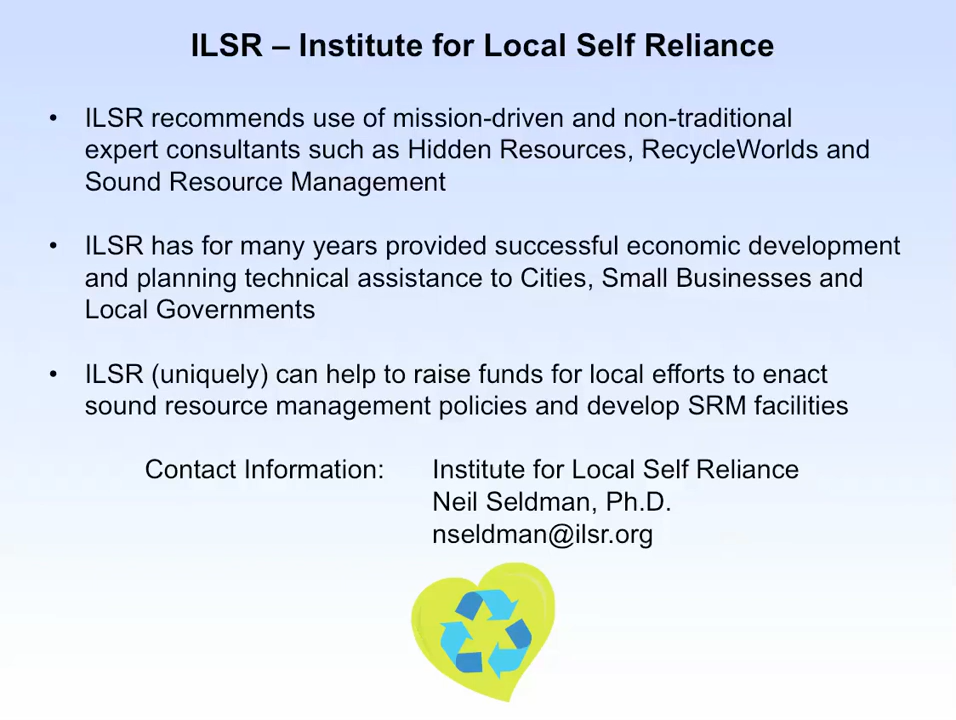 ILSR – Institute for Local Self Reliance
• ILSR recommends use of mission-driven and non-traditional
expert consultants such as Hidden Resources, RecycleWorlds and
Sound Resource Management
• ILSR has for many years provided successful economic development
and planning technical assistance to Cities, Small Businesses and
Local Governments
• ILSR (uniquely) can help to raise funds for local efforts to enact
sound resource management policies and develop SRM facilities
Contact Information: Institute for Local Self Reliance
Neil Seldman, Ph.D.
nseldman@ilsr.org